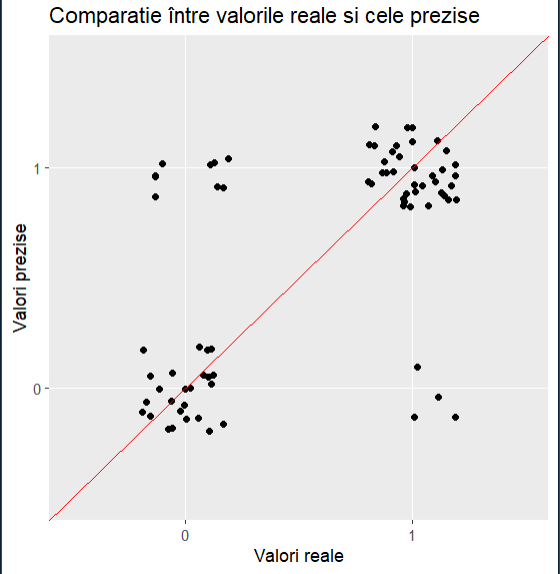 Comparatie între valorile reale si cele prezise
Valori prezise
1
0
0 1
Valori reale